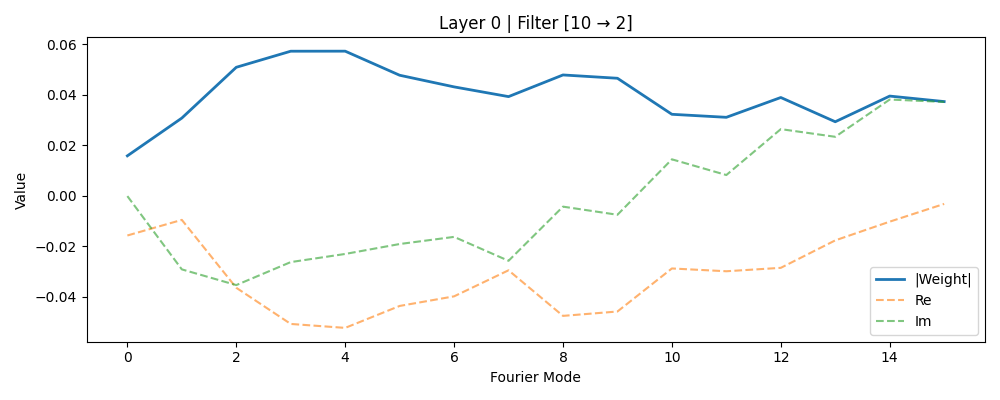 Layer 0 | Filter [10 → 2]
Value
0.06
0.04
0.02
0.00
−0.02
−0.04
0 2 4 6 8 10 12 14
Fourier Mode
|Weight|
Re
Im